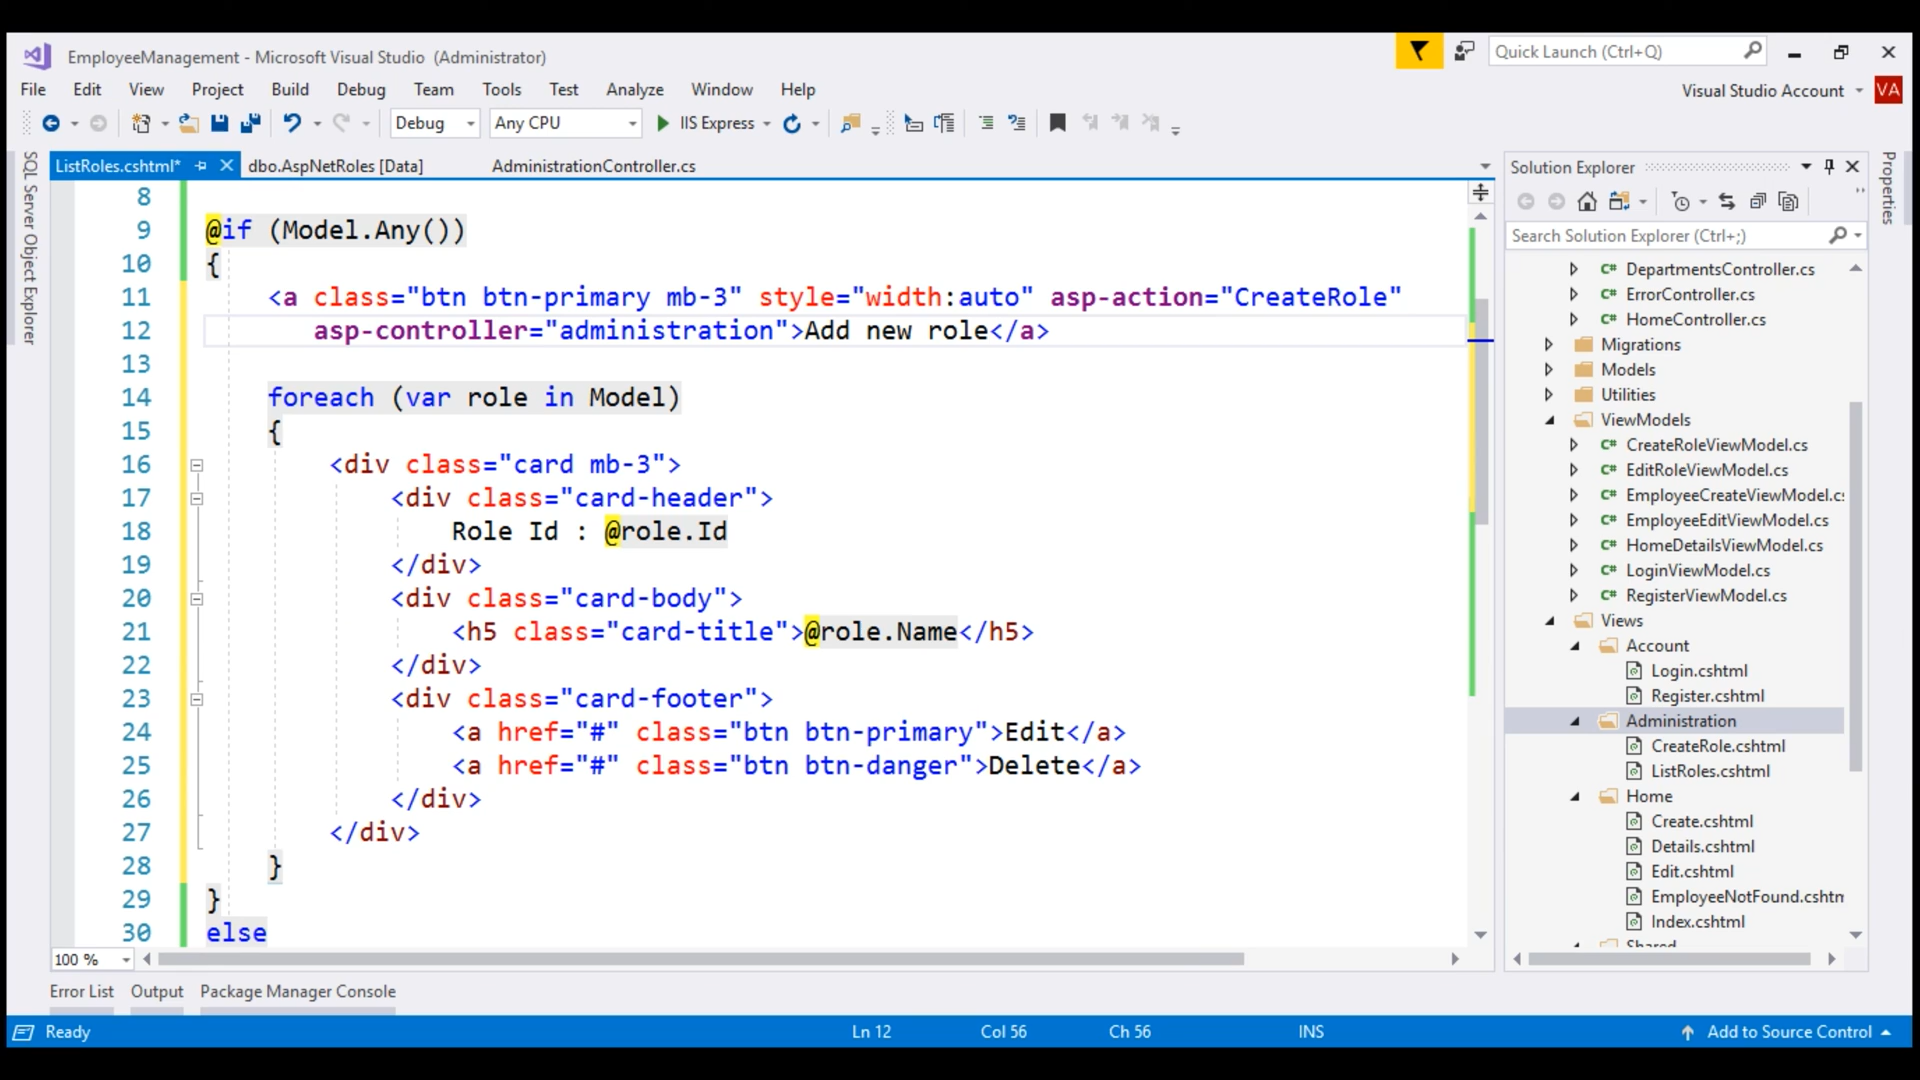 EmployeeManagement - Microsoft Visual Studio (Administrator)
Quick Launch (Ctrl+Q)
File Edit View Project Build Debug Team Tools Test Analyze Window Help
Visual Studio Account VA
Debug Any CPU IIS Express
SQL Server Object Explorer
ListRoles.cshtml* dbo.AspNetRoles [Data] AdministrationController.cs
8
9 @if (Model.Any())
10 {
11 <a class="btn btn-primary mb-3" style="width:auto" asp-action="CreateRole"
12 asp-controller="administration">Add new role</a>
13
14 foreach (var role in Model)
15 {
16 <div class="card mb-3">
17 <div class="card-header">
18 Role Id : @role.Id
19 </div>
20 <div class="card-body">
21 <h5 class="card-title">@role.Name</h5>
22 </div>
23 <div class="card-footer">
24 <a href="#" class="btn btn-primary">Edit</a>
25 <a href="#" class="btn btn-danger">Delete</a>
26 </div>
27 </div>
28 }
29 }
30 else
100 %
Solution Explorer
Search Solution Explorer (Ctrl+;)
C# DepartmentsController.cs
C# ErrorController.cs
C# HomeController.cs
Migrations
Models
Utilities
ViewModels
C# CreateRoleViewModel.cs
C# EditRoleViewModel.cs
C# EmployeeCreateViewModel.cs
C# EmployeeEditViewModel.cs
C# HomeDetailsViewModel.cs
C# LoginViewModel.cs
C# RegisterViewModel.cs
Views
Account
Login.cshtml
Register.cshtml
Administration
CreateRole.cshtml
ListRoles.cshtml
Home
Create.cshtml
Details.cshtml
Edit.cshtml
EmployeeNotFound.cshtm
Index.cshtml
Shared
Properties
Error List Output Package Manager Console
Ready Ln 12 Col 56 Ch 56 INS Add to Source Control